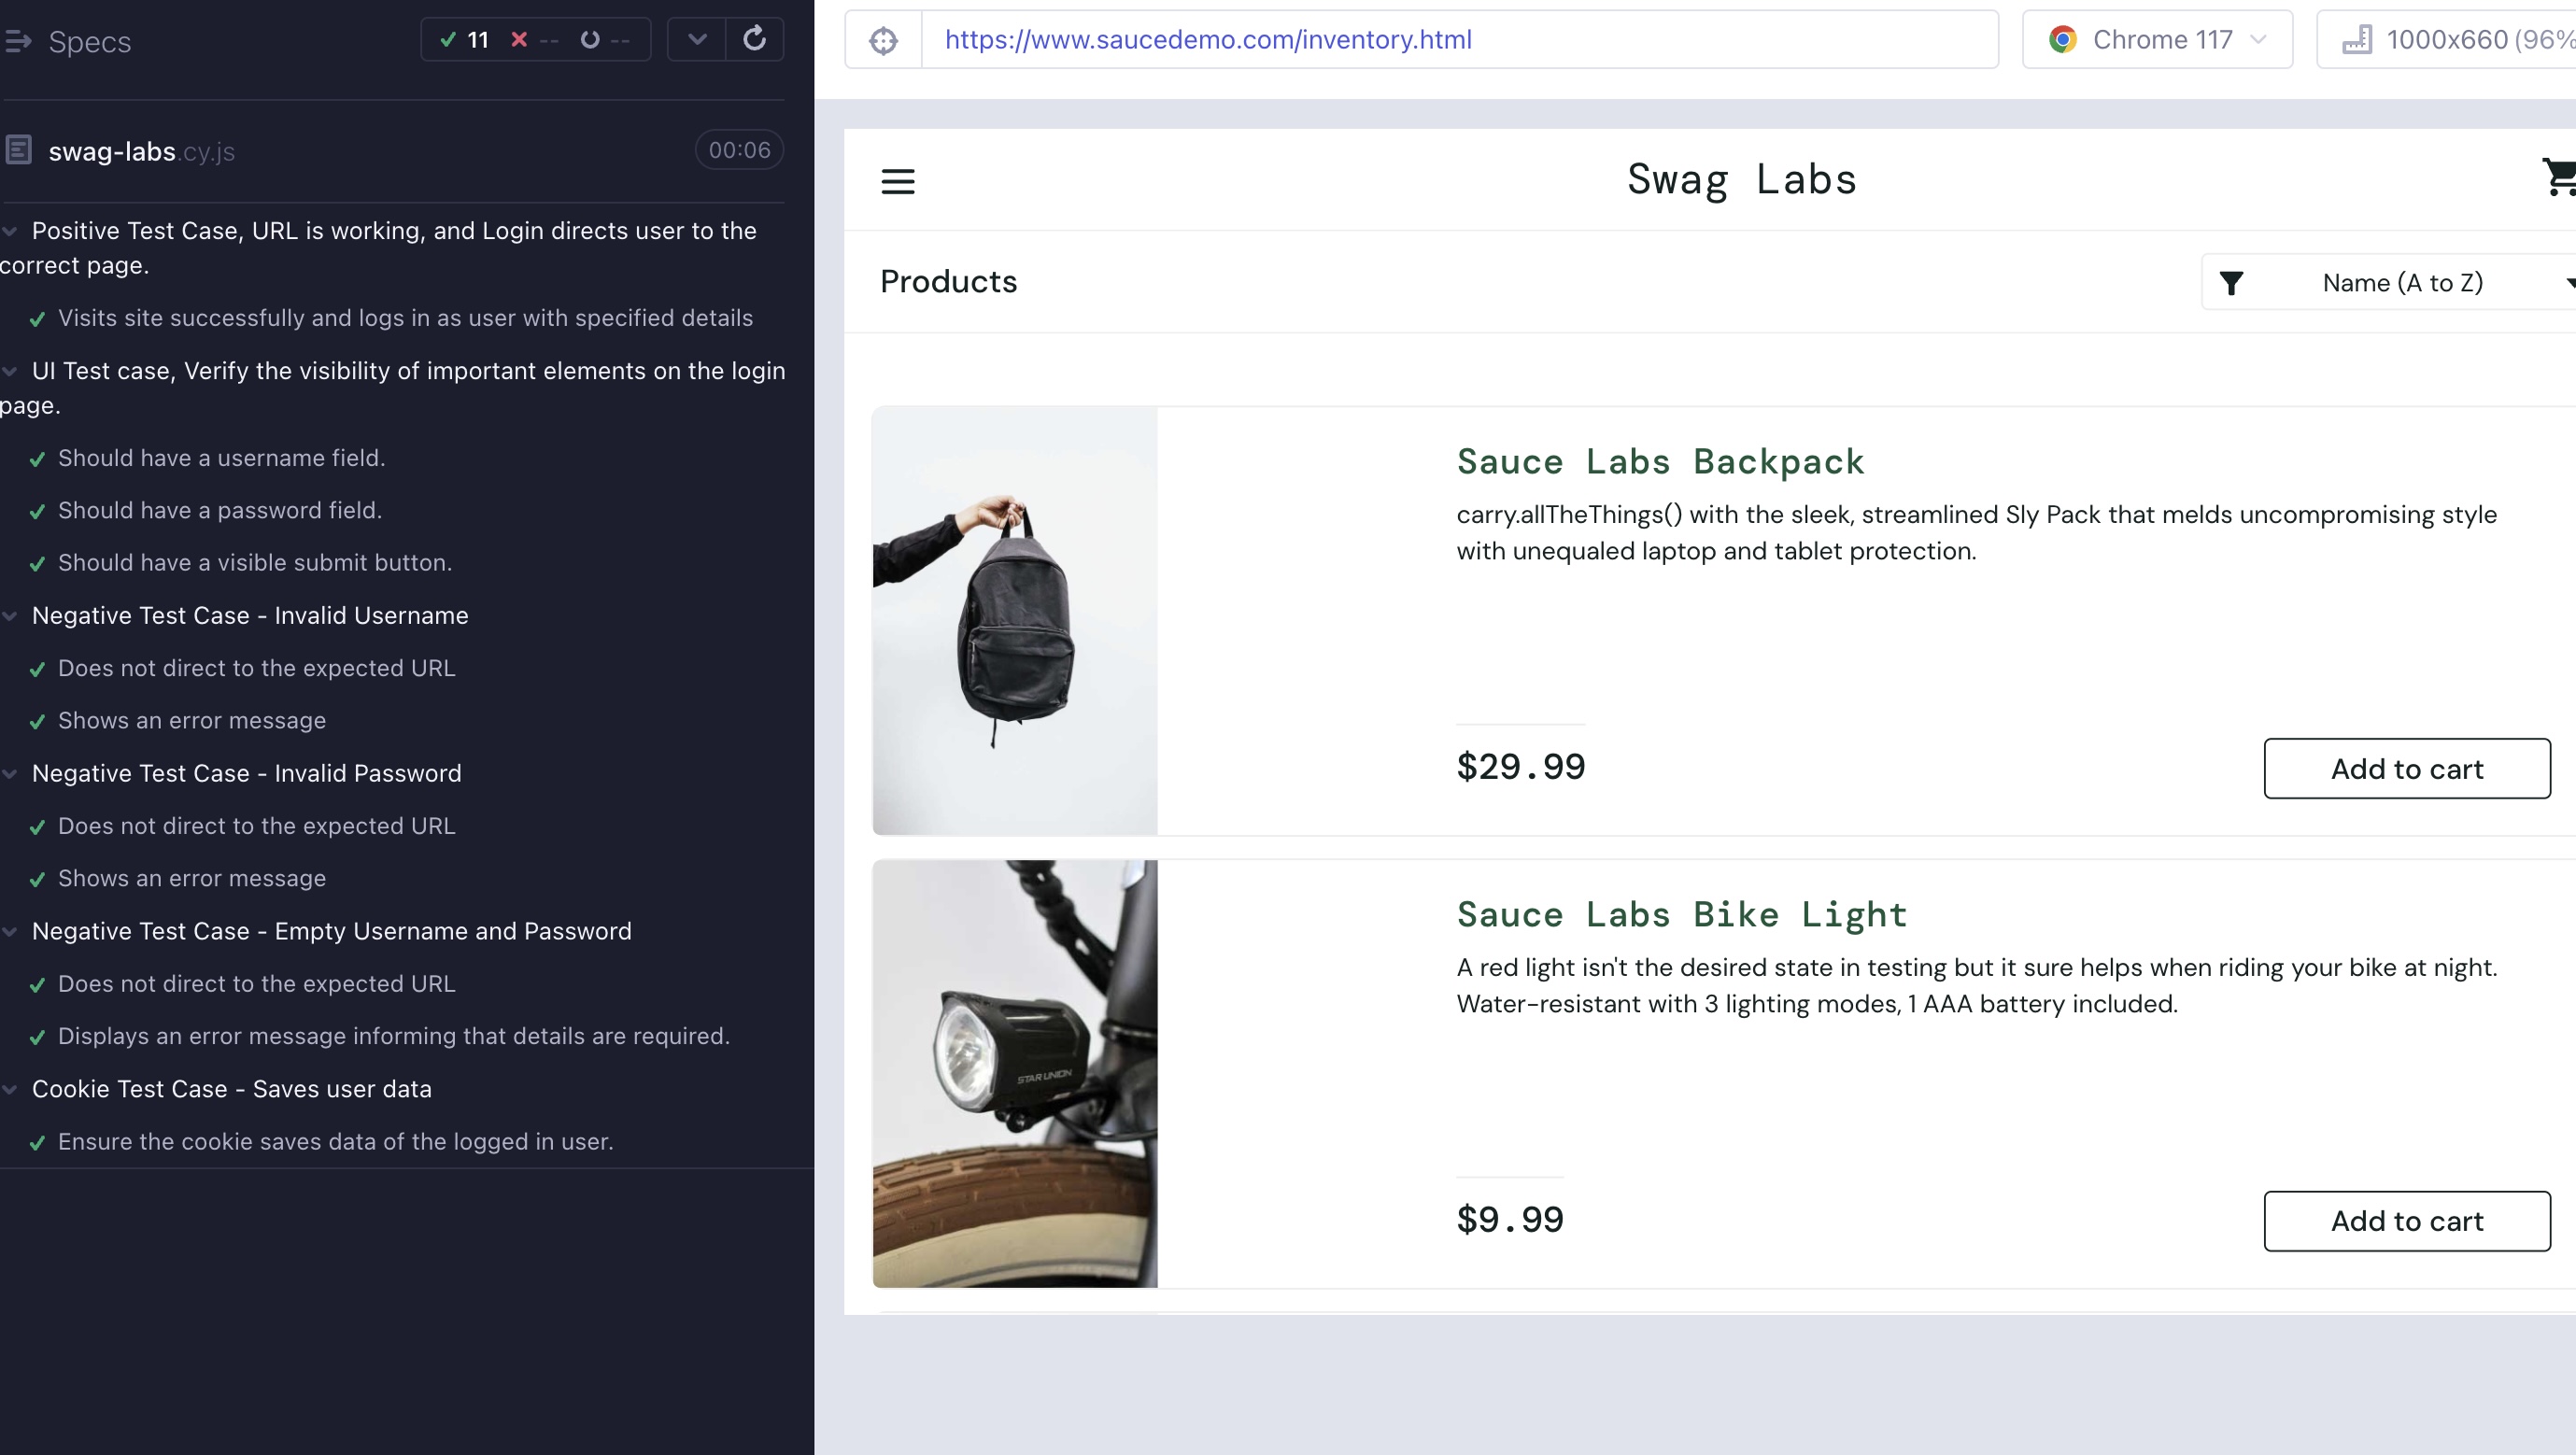 Specs
11 -- --
swag-labs.cy.js
00:06
Positive Test Case, URL is working, and Login directs user to the
correct page.
Visits site successfully and logs in as user with specified details
UI Test case, Verify the visibility of important elements on the login
page.
Should have a username field.
Should have a password field.
Should have a visible submit button.
Negative Test Case - Invalid Username
Does not direct to the expected URL
Shows an error message
Negative Test Case - Invalid Password
Does not direct to the expected URL
Shows an error message
Negative Test Case - Empty Username and Password
Does not direct to the expected URL
Displays an error message informing that details are required.
Cookie Test Case - Saves user data
Ensure the cookie saves data of the logged in user.
https://www.saucedemo.com/inventory.html
Chrome 117
1000x660 (96%
Swag Labs
Products
Name (A to Z)
Sauce Labs Backpack
carry.allTheThings() with the sleek, streamlined Sly Pack that melds uncompromising style
with unequaled laptop and tablet protection.
$29.99
Add to cart
STAR UNION
Sauce Labs Bike Light
A red light isn't the desired state in testing but it sure helps when riding your bike at night.
Water-resistant with 3 lighting modes, 1 AAA battery included.
$9.99
Add to cart